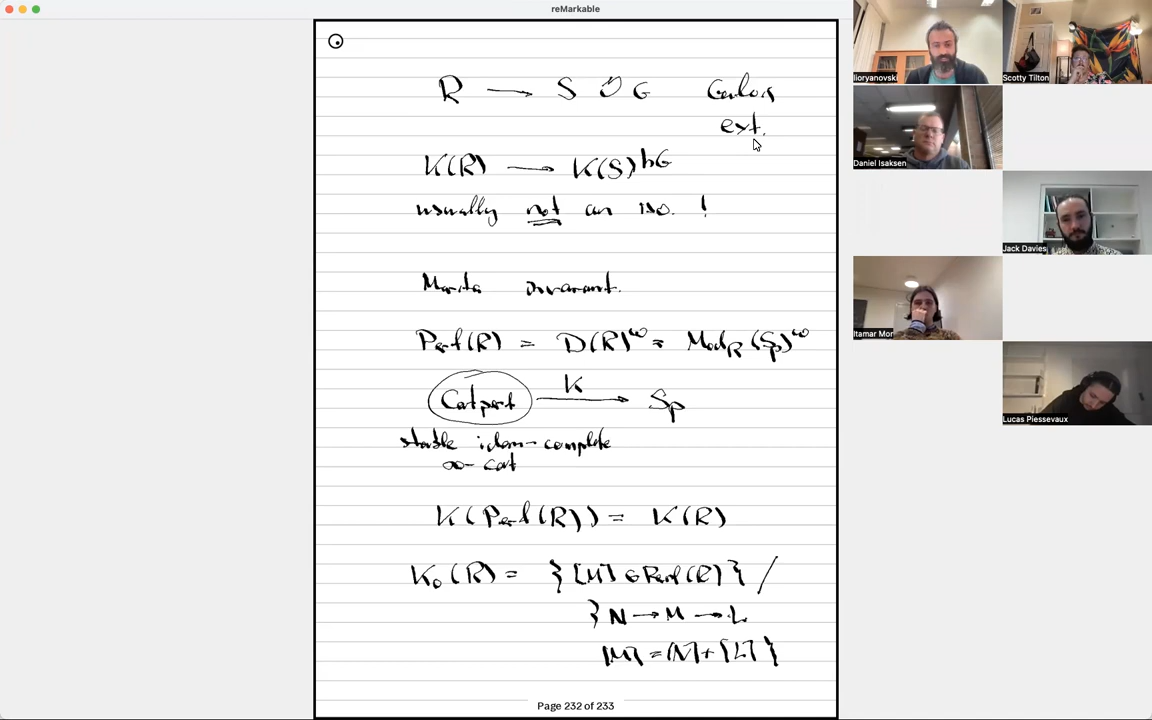 reMarkable
R → S ↻ G Galois
ext.
K(R) → K(S)^{hG}
usually not an iso. !
Morita invariant.
Perf(R) = D(R)^ω = Mod_R(Sp)^ω
Catperf —K→ Sp
stable idem-complete
∞-cat
K(Perf(R)) = K(R)
K₀(R) = {[M] ∈ Perf(R)} /
{N → M → L
[M] = [N] + [L]}
Page 232 of 233
lioryanovski
Scotty Tilton
Daniel Isaksen
Jack Davies
Itamar Mor
Lucas Piessevaux